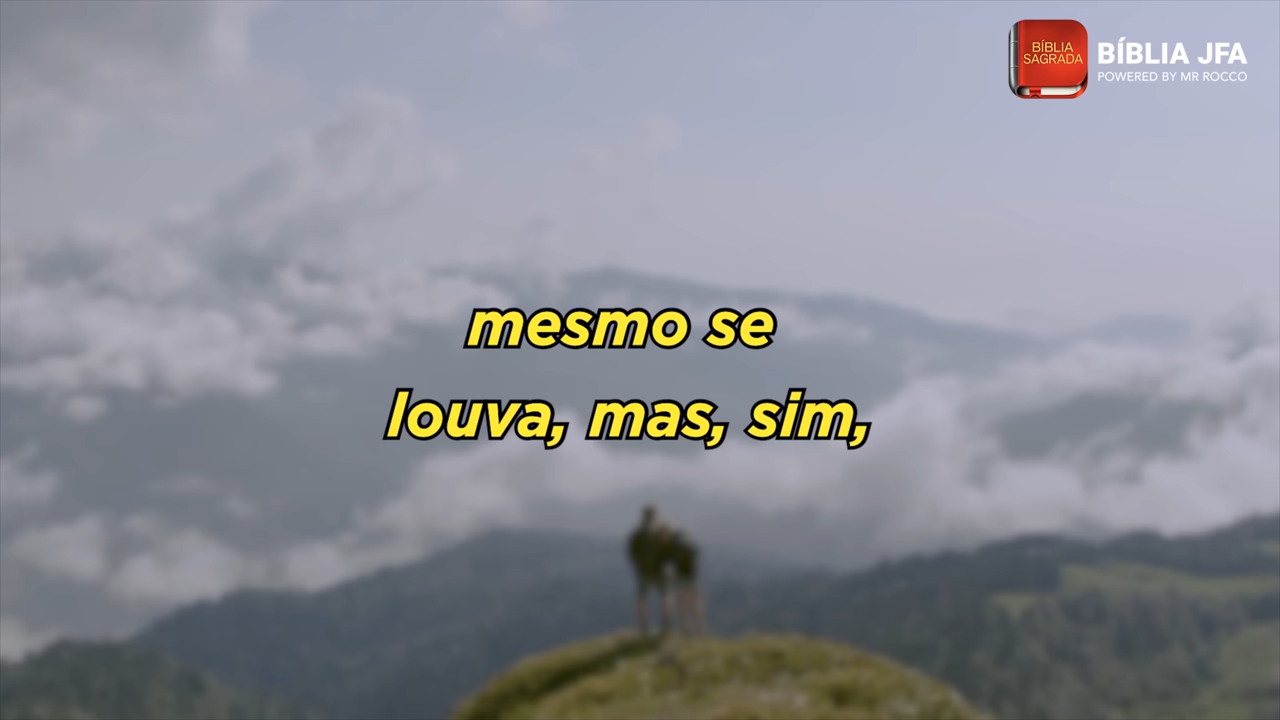 BÍBLIA
SAGRADA
BÍBLIA JFA
POWERED BY MR ROCCO
mesmo se
louva, mas, sim,